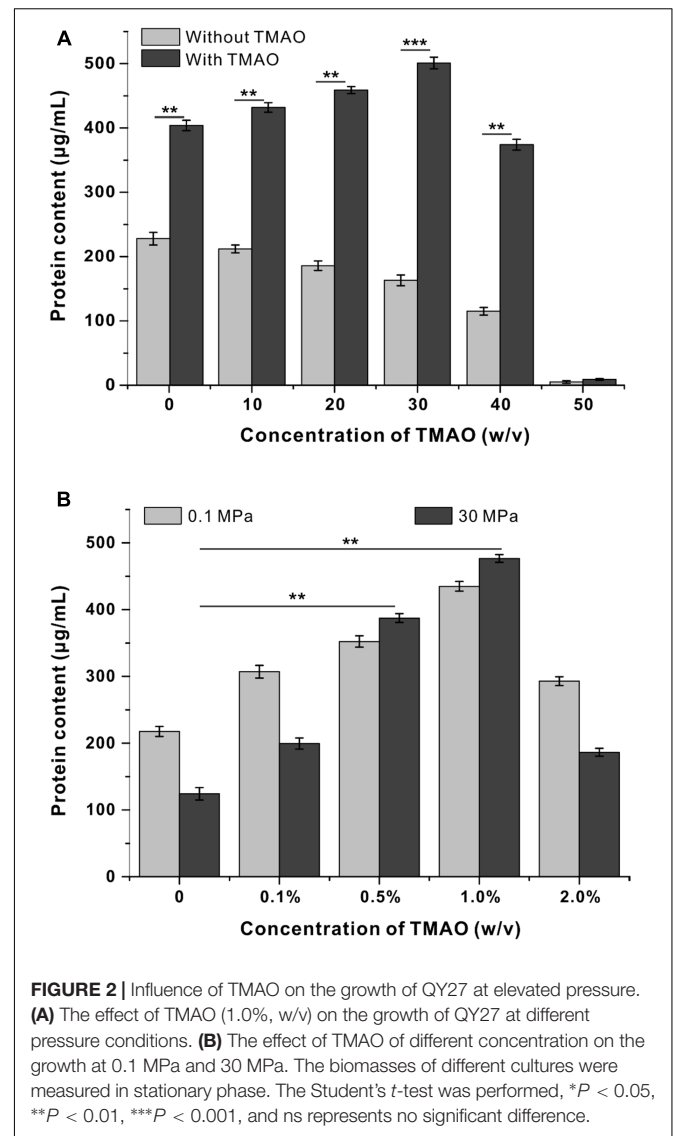 A
Without TMAO
With TMAO
Protein content (µg/mL)
500
400
300
200
100
0
**
**
**
***
**
0 10 20 30 40 50
Concentration of TMAO (w/v)
B
0.1 MPa 30 MPa
Protein content (µg/mL)
500
400
300
200
100
0
**
**
0 0.1% 0.5% 1.0% 2.0%
Concentration of TMAO (w/v)
FIGURE 2 | Influence of TMAO on the growth of QY27 at elevated pressure.
(A) The effect of TMAO (1.0%, w/v) on the growth of QY27 at different
pressure conditions. (B) The effect of TMAO of different concentration on the
growth at 0.1 MPa and 30 MPa. The biomasses of different cultures were
measured in stationary phase. The Student's t-test was performed, *P < 0.05,
**P < 0.01, ***P < 0.001, and ns represents no significant difference.